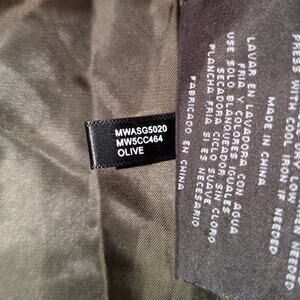 MWASG5020
MW5CC464
OLIVE
PRESS WITH COOL IRON IF NEEDED
MADE IN CHINA
LAVAR EN LAVADORA CON AGUA
FRIA Y COLORES IGUALES
USE SOLO BLANQUEADOR SIN CLORO
SECADORA CICLO SUAVE
PLANCHA FRIA SI ES NECESARIO
FABRICADO EN CHINA